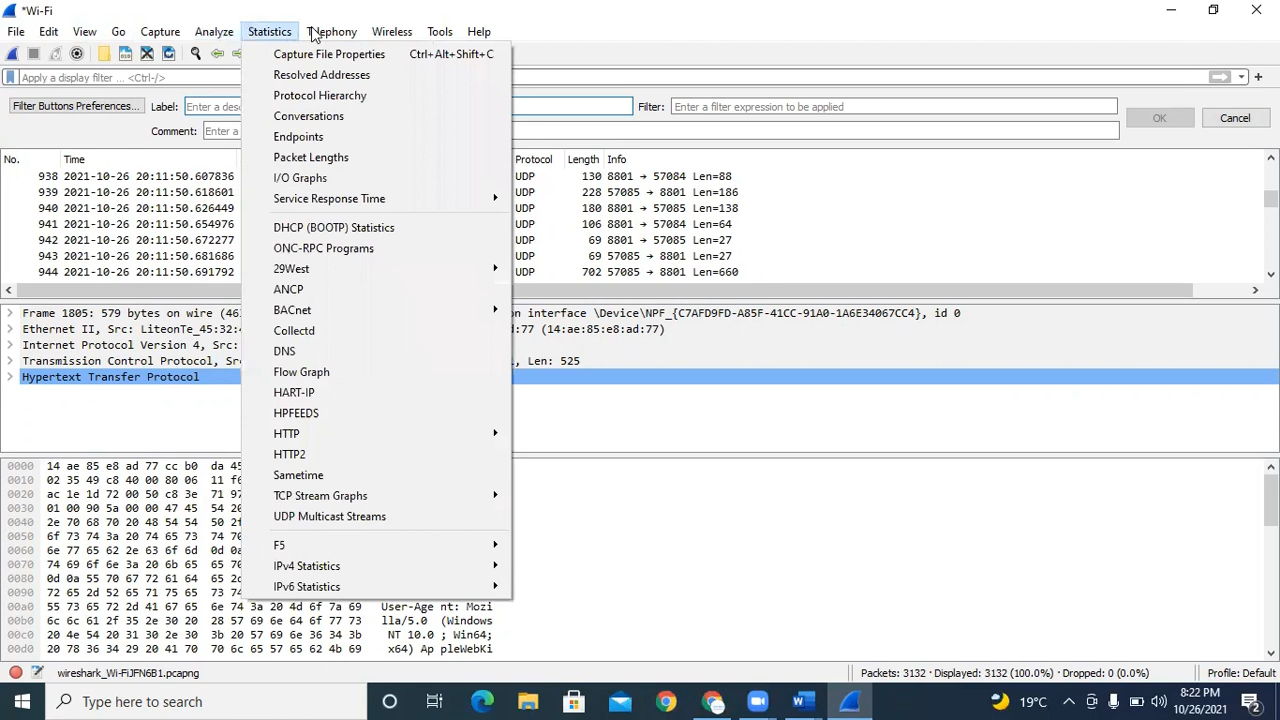 *Wi-Fi
File Edit View Go Capture Analyze Statistics Telephony Wireless Tools Help
Apply a display filter ... <Ctrl-/>
Filter Buttons Preferences... Label: Enter a des Filter: Enter a filter expression to be applied
Comment: Enter OK Cancel
No. Time Protocol Length Info
938 2021-10-26 20:11:50.607836 UDP 130 8801 → 57084 Len=88
939 2021-10-26 20:11:50.618601 UDP 228 57085 → 8801 Len=186
940 2021-10-26 20:11:50.626449 UDP 180 8801 → 57085 Len=138
941 2021-10-26 20:11:50.654976 UDP 106 8801 → 57085 Len=64
942 2021-10-26 20:11:50.672277 UDP 69 8801 → 57085 Len=27
943 2021-10-26 20:11:50.681686 UDP 69 57085 → 8801 Len=27
944 2021-10-26 20:11:50.691792 UDP 702 57085 → 8801 Len=660
Capture File Properties Ctrl+Alt+Shift+C
Resolved Addresses
Protocol Hierarchy
Conversations
Endpoints
Packet Lengths
I/O Graphs
Service Response Time
DHCP (BOOTP) Statistics
ONC-RPC Programs
29West
ANCP
BACnet
Collectd
DNS
Flow Graph
HART-IP
HPFEEDS
HTTP
HTTP2
Sametime
TCP Stream Graphs
UDP Multicast Streams
F5
IPv4 Statistics
IPv6 Statistics
Frame 1805: 579 bytes on wire (46 on interface \Device\NPF_{C7AFD9FD-A85F-41CC-91A0-1A6E34067CC4}, id 0
Ethernet II, Src: LiteonTe_45:32:4 d:77 (14:ae:85:e8:ad:77)
Internet Protocol Version 4, Src:
Transmission Control Protocol, Sr , Len: 525
Hypertext Transfer Protocol
0000 14 ae 85 e8 ad 77 cc b0 da 45
0010 02 35 49 c8 40 00 80 06 11 f
0020 ac 1e 1d 72 00 50 c8 3e 71 97
0030 01 00 90 5a 00 00 47 45 54 20
0040 2e 70 68 70 20 48 54 54 50 2f
0050 6f 73 74 3a 20 74 65 73 74 70
0060 6e 77 65 62 2e 63 6f 6d 0d 0a
0070 74 69 6f 6e 3a 20 6b 65 65 70
0080 0d 0a 55 70 67 72 61 64 65 2d
0090 72 65 2d 52 65 71 75 65 73 74
00a0 55 73 65 72 2d 41 67 65 6e 74 3a 20 4d 6f 7a 69 User-Agent: Mozi
00b0 6c 6c 61 2f 35 2e 30 20 28 57 69 6e 64 6f 77 73 lla/5.0 (Windows
00c0 20 4e 54 20 31 30 2e 30 3b 20 57 69 6e 36 34 3b NT 10.0 ; Win64;
00d0 20 78 36 34 29 20 41 70 70 6c 65 57 65 62 4b 69 x64) Ap pleWebKi
wireshark_Wi-FiJFN6B1.pcapng Packets: 3132 · Displayed: 3132 (100.0%) · Dropped: 0 (0.0%) Profile: Default
Type here to search 19°C 8:22 PM
10/26/2021
2